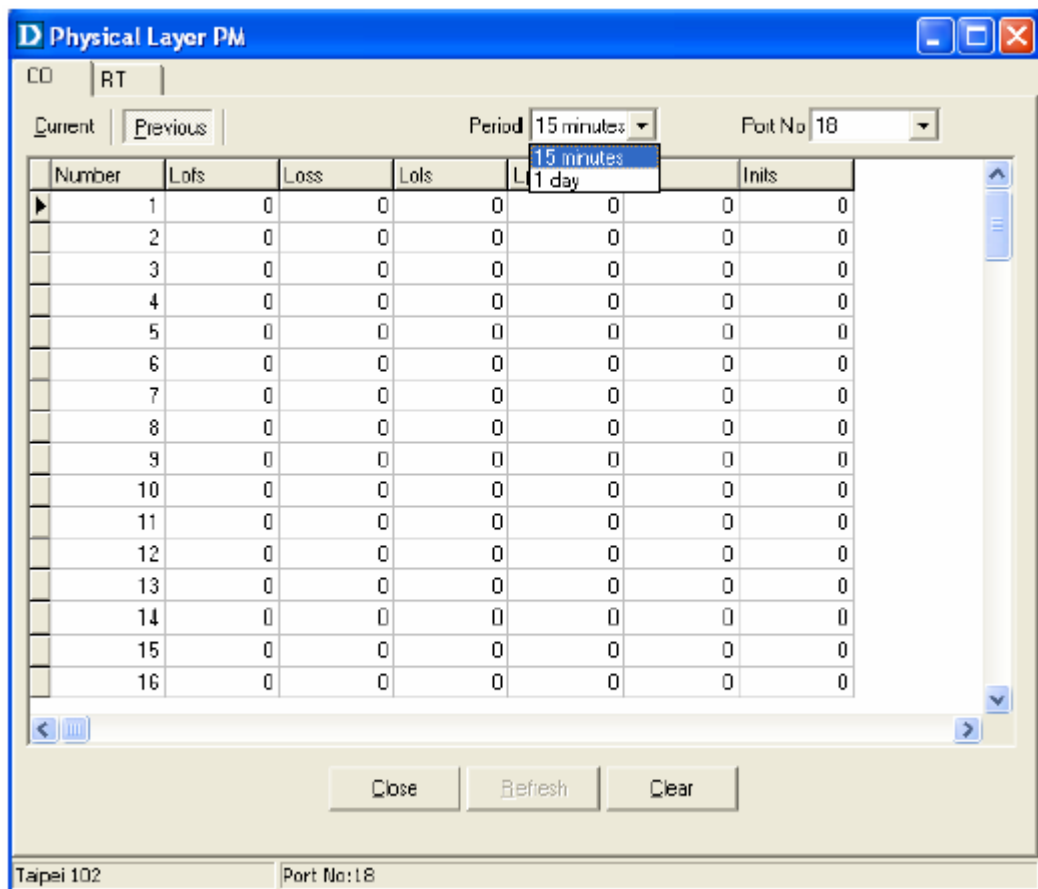 D Physical Layer PM
CO RT
Current Previous Period 15 minutes Port No 18
15 minutes
1 day
Number Lofs Loss Lols Inits
1 0 0 0 0 0 0
2 0 0 0 0 0 0
3 0 0 0 0 0 0
4 0 0 0 0 0 0
5 0 0 0 0 0 0
6 0 0 0 0 0 0
7 0 0 0 0 0 0
8 0 0 0 0 0 0
9 0 0 0 0 0 0
10 0 0 0 0 0 0
11 0 0 0 0 0 0
12 0 0 0 0 0 0
13 0 0 0 0 0 0
14 0 0 0 0 0 0
15 0 0 0 0 0 0
16 0 0 0 0 0 0
Close Refresh Clear
Taipei 102 Port No:18